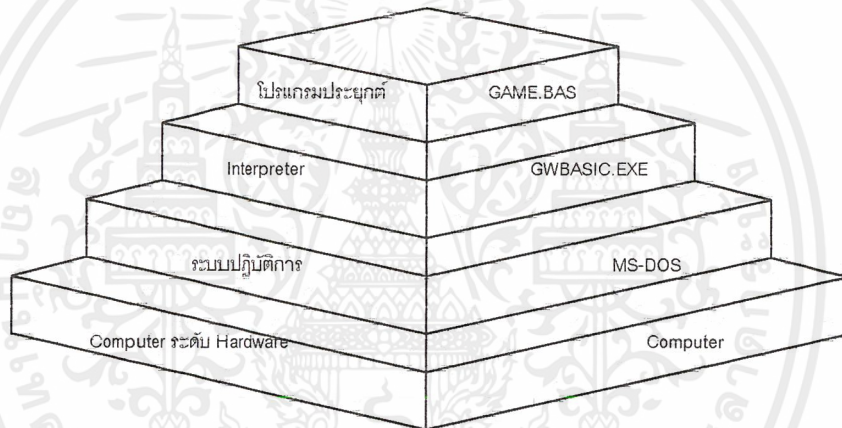 โปรแกรมประยุกต์ GAME.BAS
Interpreter GWBASIC.EXE
ระบบปฏิบัติการ MS-DOS
Computer ระดับ Hardware Computer